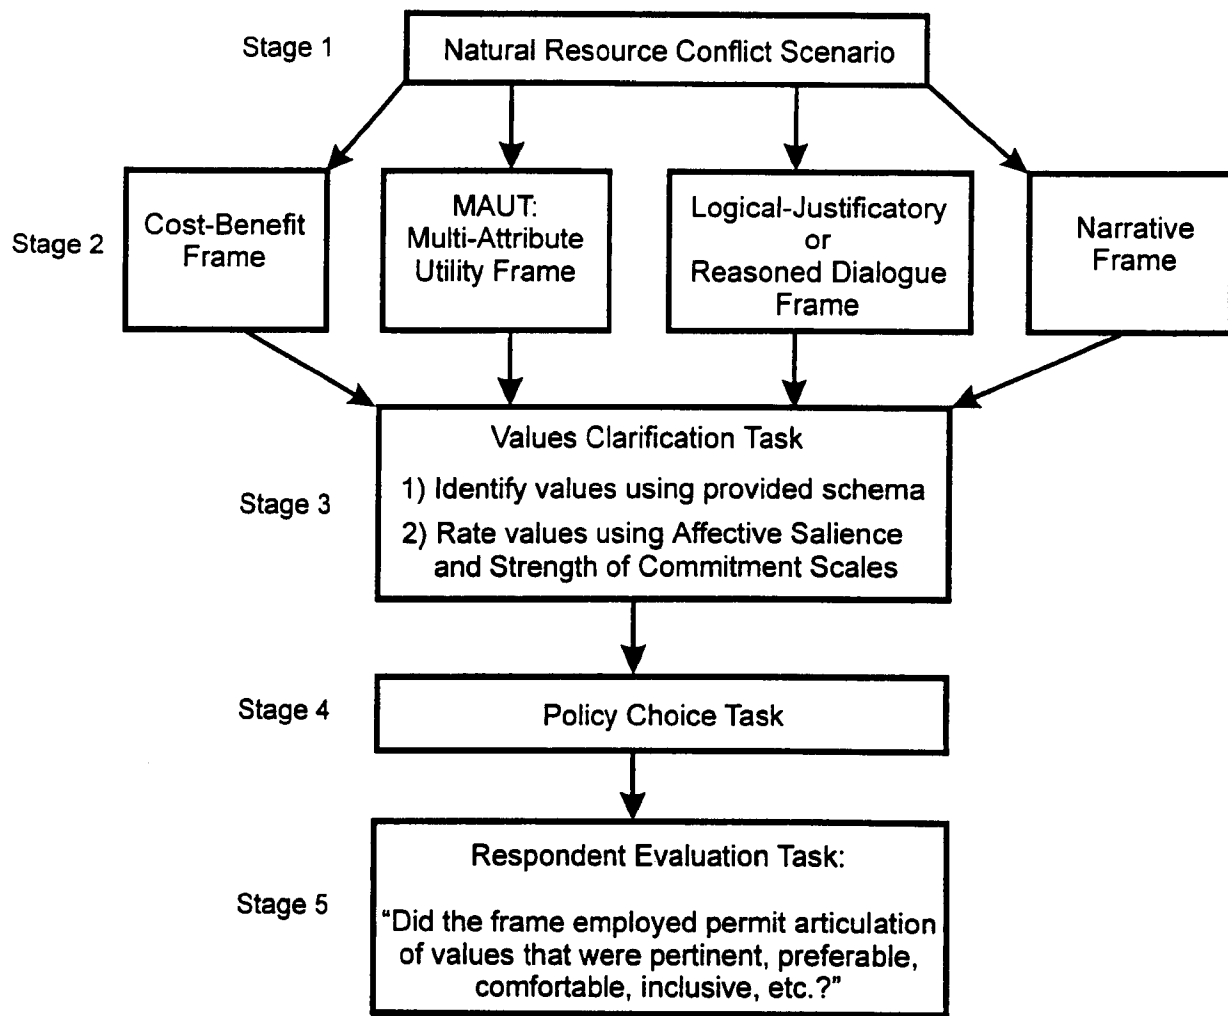 Stage 1
Natural Resource Conflict Scenario
Stage 2
Cost-Benefit
Frame
MAUT:
Multi-Attribute
Utility Frame
Logical-Justificatory
or
Reasoned Dialogue
Frame
Narrative
Frame
Stage 3
Values Clarification Task
1) Identify values using provided schema
2) Rate values using Affective Salience
and Strength of Commitment Scales
Stage 4
Policy Choice Task
Stage 5
Respondent Evaluation Task:
“Did the frame employed permit articulation
of values that were pertinent, preferable,
comfortable, inclusive, etc.?”